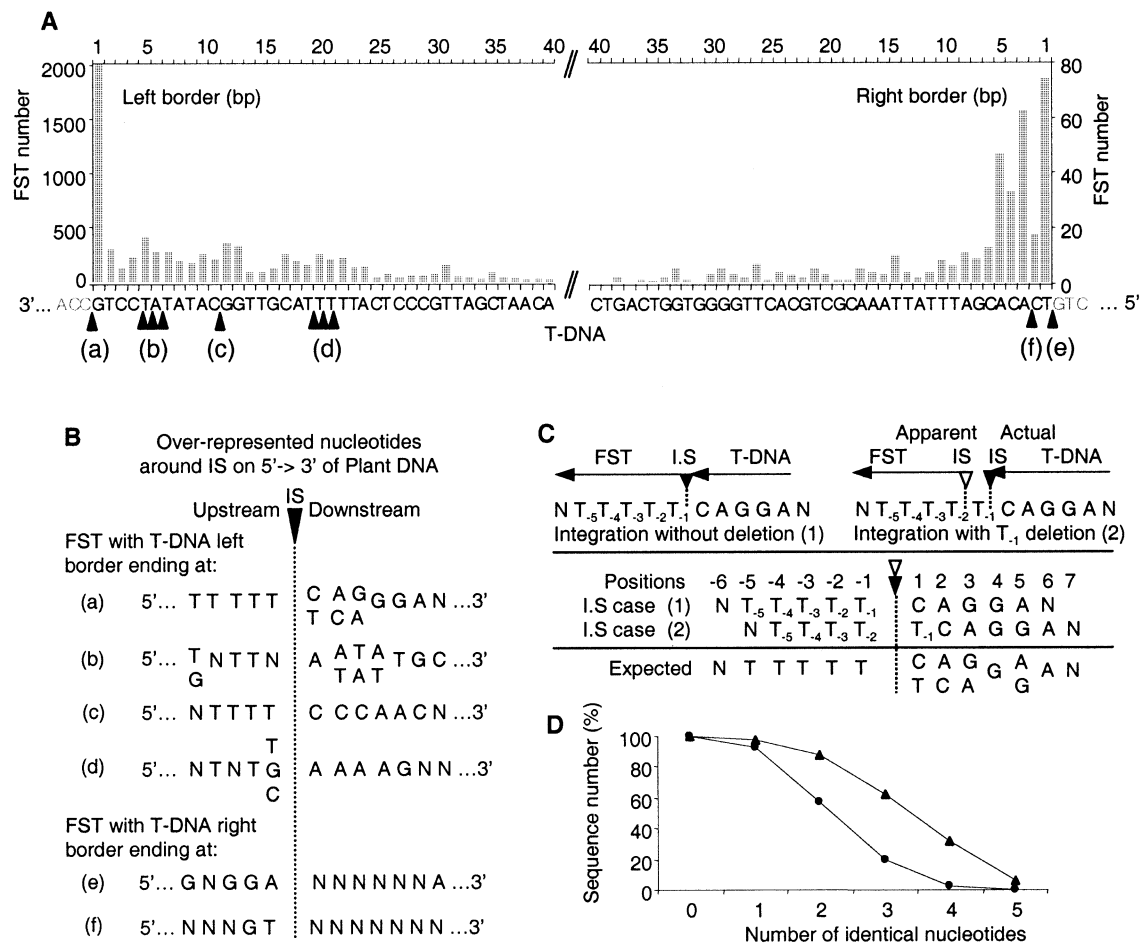 A
1 5 10 15 20 25 30 35 40 // 40 35 30 25 20 15 10 5 1
2000
1500
1000
500
0
FST number
Left border (bp)
Right border (bp)
80
60
40
20
0
FST number
3'... ACCGTCCTATATACGGTTGCATTTTTACTCCCGTTAGCTAACA // CTGACTGGTGGGGTTCACGTCGCAAATTATTTAGCACACTGTC ... 5'
T-DNA
(a) (b) (c) (d) (f) (e)
B
Over-represented nucleotides
around IS on 5'-> 3' of Plant DNA
IS
Upstream Downstream
FST with T-DNA left
border ending at:
(a) 5'... T T T T T C A G G G A N ...3'
T C A
(b) 5'... T N T T N A A T A T G C ...3'
G T A T
(c) 5'... N T T T T C C C A A C N ...3'
T
(d) 5'... N T N T G A A A A G N N ...3'
C
FST with T-DNA right
border ending at:
(e) 5'... G N G G A N N N N N N A ...3'
(f) 5'... N N N G T N N N N N N N ...3'
C
FST I.S T-DNA
N T-5 T-4 T-3 T-2 T-1 C A G G A N
Integration without deletion (1)
Apparent Actual
FST IS IS T-DNA
N T-5 T-4 T-3 T-2 T-1 C A G G A N
Integration with T-1 deletion (2)
Positions -6 -5 -4 -3 -2 -1 1 2 3 4 5 6 7
I.S case (1) N T-5 T-4 T-3 T-2 T-1 C A G G A N
I.S case (2) N T-5 T-4 T-3 T-2 T-1 C A G G A N
Expected N T T T T T C A G G A A N
T C A G
D
Sequence number (%)
100
80
60
40
20
0
0 1 2 3 4 5
Number of identical nucleotides